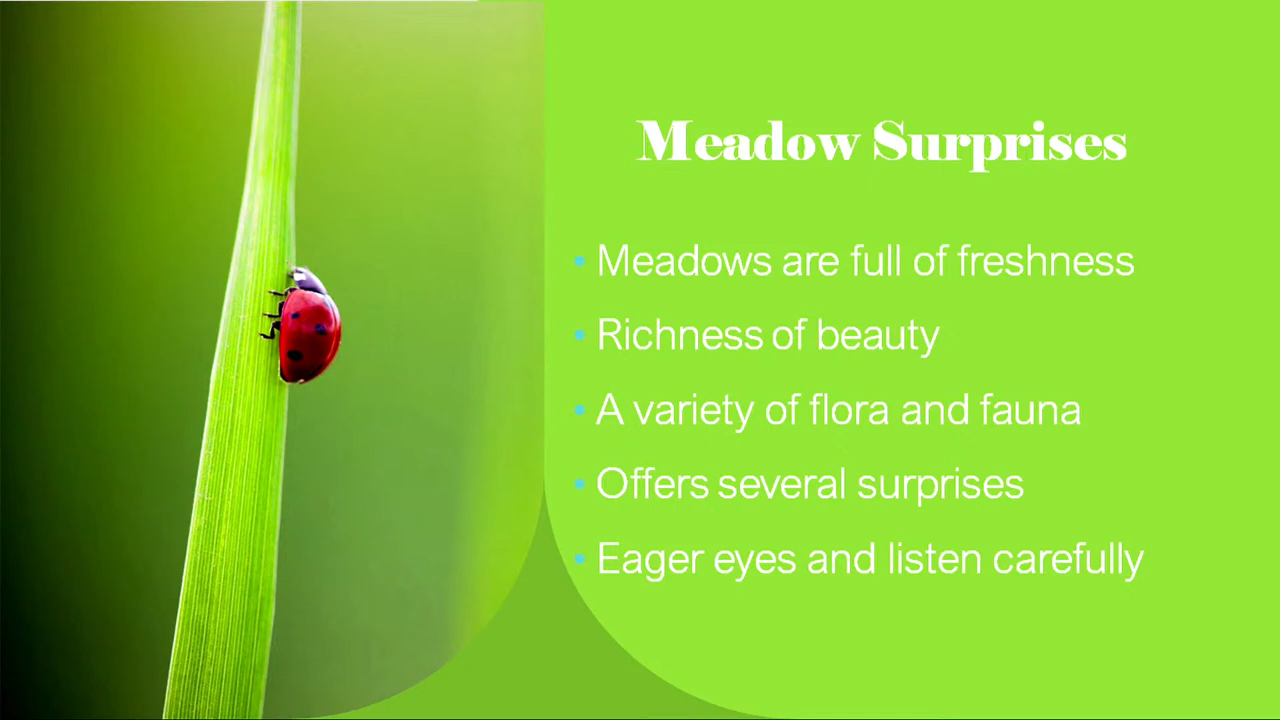 Meadow Surprises
• Meadows are full of freshness
• Richness of beauty
• A variety of flora and fauna
• Offers several surprises
• Eager eyes and listen carefully